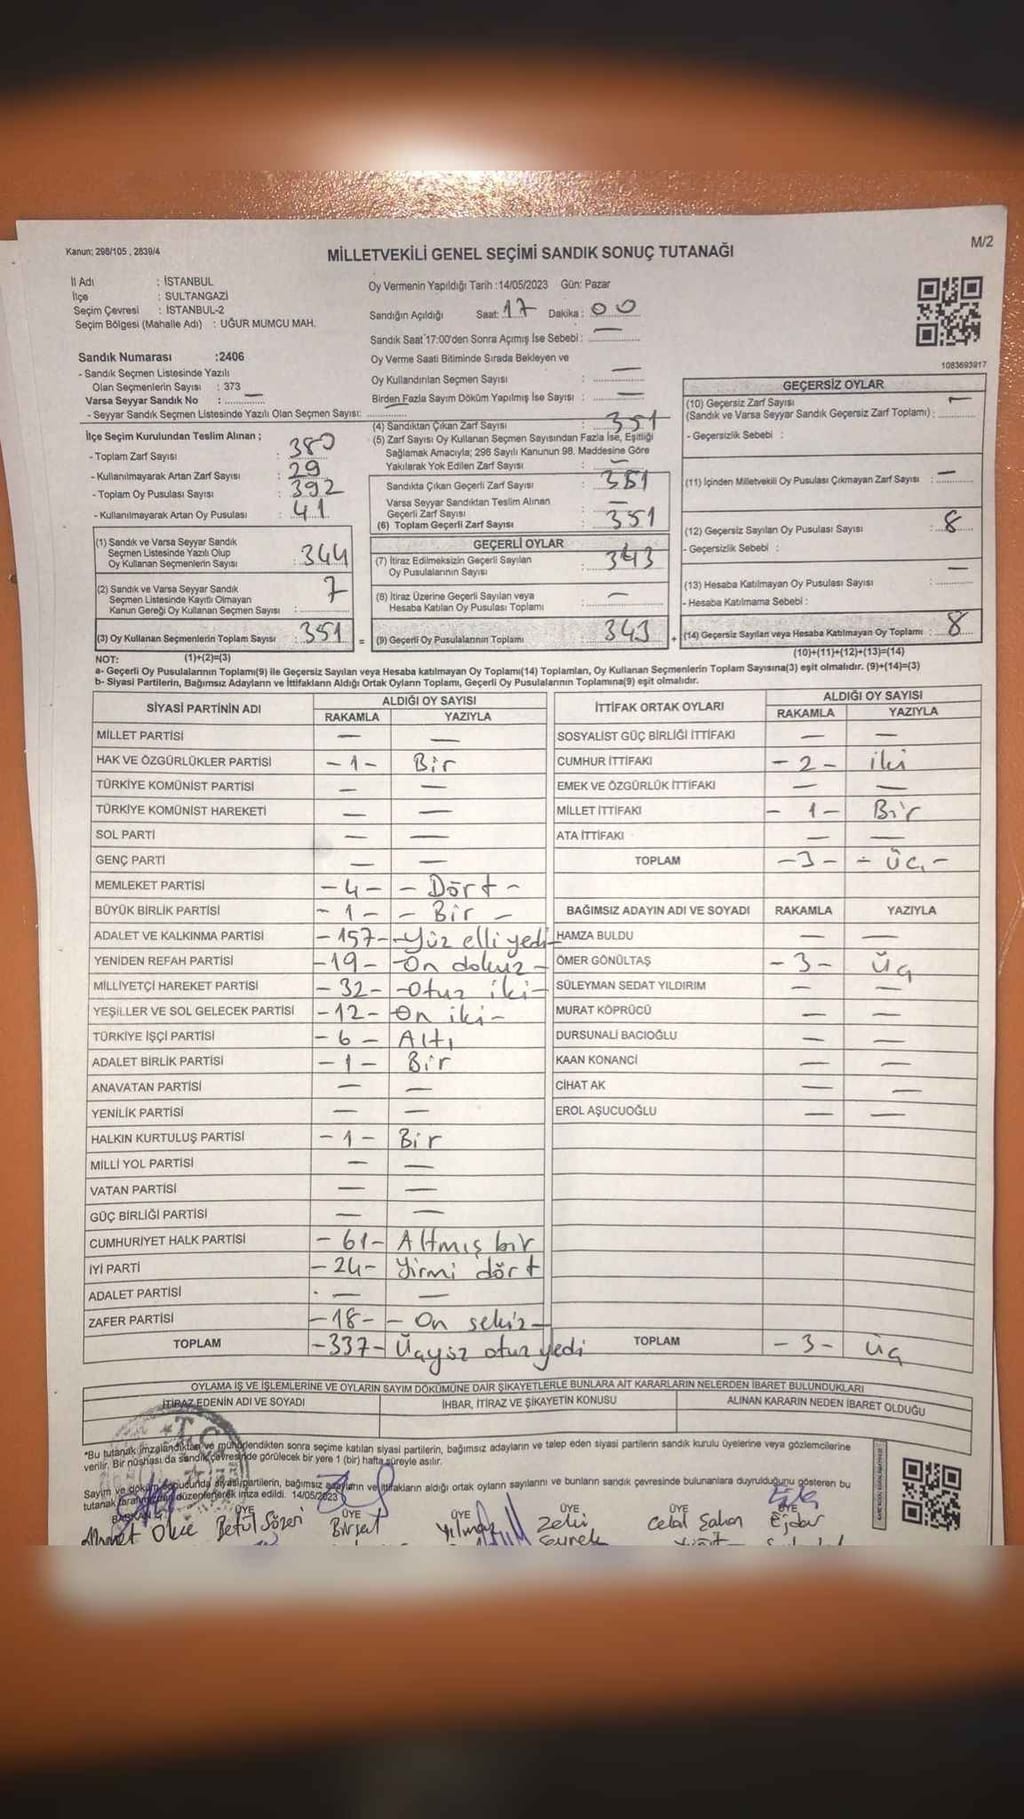 Kanun: 298/105 , 2839/4
MİLLETVEKİLİ GENEL SEÇİMİ SANDIK SONUÇ TUTANAĞI
M/2
İl Adı : İSTANBUL
İlçe : SULTANGAZİ
Seçim Çevresi : İSTANBUL-2
Seçim Bölgesi (Mahalle Adı) : UĞUR MUMCU MAH.
Sandık Numarası :2406
- Sandık Seçmen Listesinde Yazılı
Olan Seçmenlerin Sayısı : 373
Varsa Seyyar Sandık No : —
- Seyyar Sandık Seçmen Listesinde Yazılı Olan Seçmen Sayısı:
Oy Vermenin Yapıldığı Tarih :14/05/2023 Gün: Pazar
Sandığın Açıldığı Saat: 17 Dakika : 00
Sandık Saat 17:00'den Sonra Açımış İse Sebebi : —
Oy Verme Saati Bitiminde Sırada Bekleyen ve
Oy Kullandırılan Seçmen Sayısı : —
Birden Fazla Sayım Döküm Yapılmış İse Sayısı : —
1083693917
İlçe Seçim Kurulundan Teslim Alınan ;
- Toplam Zarf Sayısı : 380
- Kullanılmayarak Artan Zarf Sayısı : 29
- Toplam Oy Pusulası Sayısı : 392
- Kullanılmayarak Artan Oy Pusulası : 41
(1) Sandık ve Varsa Seyyar Sandık
Seçmen Listesinde Yazılı Olup
Oy Kullanan Seçmenlerin Sayısı : 344
(2) Sandık ve Varsa Seyyar Sandık
Seçmen Listesinde Kayıtlı Olmayan
Kanun Gereği Oy Kullanan Seçmen Sayısı : 7
(3) Oy Kullanan Seçmenlerin Toplam Sayısı : 351 =
(4) Sandıktan Çıkan Zarf Sayısı : 351
(5) Zarf Sayısı Oy Kullanan Seçmen Sayısından Fazla İse, Eşitliği
Sağlamak Amacıyla; 298 Sayılı Kanunun 98. Maddesine Göre
Yakılarak Yok Edilen Zarf Sayısı : —
Sandıkta Çıkan Geçerli Zarf Sayısı : 351
Varsa Seyyar Sandıktan Teslim Alınan
Geçerli Zarf Sayısı : —
(6) Toplam Geçerli Zarf Sayısı : 351
GEÇERLİ OYLAR
(7) İtiraz Edilmeksizin Geçerli Sayılan
Oy Pusulalarının Sayısı : 343
(8) İtiraz Üzerine Geçerli Sayılan veya
Hesaba Katılan Oy Pusulası Toplamı : —
(9) Geçerli Oy Pusulalarının Toplamı : 343 +
GEÇERSİZ OYLAR
(10) Geçersiz Zarf Sayısı
(Sandık ve Varsa Seyyar Sandık Geçersiz Zarf Toplamı) : —
- Geçersizlik Sebebi :
(11) İçinden Milletvekili Oy Pusulası Çıkmayan Zarf Sayısı : —
(12) Geçersiz Sayılan Oy Pusulası Sayısı : 8
- Geçersizlik Sebebi :
(13) Hesaba Katılmayan Oy Pusulası Sayısı : —
- Hesaba Katılmama Sebebi :
(14) Geçersiz Sayılan veya Hesaba Katılmayan Oy Toplamı : 8
NOT: (1)+(2)=(3) (10)+(11)+(12)+(13)=(14)
a- Geçerli Oy Pusulalarının Toplamı(9) ile Geçersiz Sayılan veya Hesaba katılmayan Oy Toplamı(14) Toplamları, Oy Kullanan Seçmenlerin Toplam Sayısına(3) eşit olmalıdır. (9)+(14)=(3)
b- Siyasi Partilerin, Bağımsız Adayların ve İttifakların Aldığı Ortak Oyların Toplamı, Geçerli Oy Pusulalarının Toplamına(9) eşit olmalıdır.
SİYASİ PARTİNİN ADI ALDIĞI OY SAYISI
RAKAMLA YAZIYLA
MİLLET PARTİSİ — —
HAK VE ÖZGÜRLÜKLER PARTİSİ - 1 - Bir
TÜRKİYE KOMÜNİST PARTİSİ — —
TÜRKİYE KOMÜNİST HAREKETİ — —
SOL PARTİ — —
GENÇ PARTİ — —
MEMLEKET PARTİSİ - 4 - - Dört -
BÜYÜK BİRLİK PARTİSİ - 1 - - Bir -
ADALET VE KALKINMA PARTİSİ - 157 - - Yüz elli yedi -
YENİDEN REFAH PARTİSİ - 19 - - On dokuz -
MİLLİYETÇİ HAREKET PARTİSİ - 32 - - Otuz iki -
YEŞİLLER VE SOL GELECEK PARTİSİ - 12 - - On iki -
TÜRKİYE İŞÇİ PARTİSİ - 6 - Altı
ADALET BİRLİK PARTİSİ - 1 - Bir
ANAVATAN PARTİSİ — —
YENİLİK PARTİSİ — —
HALKIN KURTULUŞ PARTİSİ - 1 - Bir
MİLLİ YOL PARTİSİ — —
VATAN PARTİSİ — —
GÜÇ BİRLİĞİ PARTİSİ — —
CUMHURİYET HALK PARTİSİ - 61 - Altmış bir
İYİ PARTİ - 24 - Yirmi dört
ADALET PARTİSİ — —
ZAFER PARTİSİ - 18 - - On sekiz -
TOPLAM - 337 - Üçyüz otuz yedi
İTTİFAK ORTAK OYLARI ALDIĞI OY SAYISI
RAKAMLA YAZIYLA
SOSYALİST GÜÇ BİRLİĞİ İTTİFAKI — —
CUMHUR İTTİFAKI - 2 - iki
EMEK VE ÖZGÜRLÜK İTTİFAKI — —
MİLLET İTTİFAKI - 1 - Bir
ATA İTTİFAKI — —
TOPLAM - 3 - - Üç -
BAĞIMSIZ ADAYIN ADI VE SOYADI RAKAMLA YAZIYLA
HAMZA BULDU — —
ÖMER GÖNÜLTAŞ - 3 - Üç
SÜLEYMAN SEDAT YILDIRIM — —
MURAT KÖPRÜCÜ — —
DURSUNALİ BACIOĞLU — —
KAAN KONANCİ — —
CİHAT AK — —
EROL AŞUCUOĞLU — —
TOPLAM - 3 - Üç
OYLAMA İŞ VE İŞLEMLERİNE VE OYLARIN SAYIM DÖKÜMÜNE DAİR ŞİKAYETLERLE BUNLARA AİT KARARLARIN NELERDEN İBARET BULUNDUKLARI
İTİRAZ EDENİN ADI VE SOYADI İHBAR, İTİRAZ VE ŞİKAYETİN KONUSU ALINAN KARARIN NEDEN İBARET OLDUĞU
T.C.
*Bu tutanak imzalandıktan ve mühürlendikten sonra seçime katılan siyasi partilerin, bağımsız adayların ve talep eden siyasi partilerin sandık kurulu üyelerine veya gözlemcilerine
verilir. Bir nüshası da sandık çevresinde görülecek bir yere 1 (bir) hafta süreyle asılır.
Sayım ve döküm sonucunda siyasi partilerin, bağımsız adayların ve ittifakların aldığı ortak oyların sayılarını ve bunların sandık çevresinde bulunanlara duyrulduğunu gösteren bu
tutanak tarafımızdan düzenlenerek imza edildi. 14/05/2023
BAŞKAN ÜYE ÜYE ÜYE ÜYE ÜYE ÜYE
Betül Sözeri Birsel Yılmaz Zeki Celal Şahan Ejder